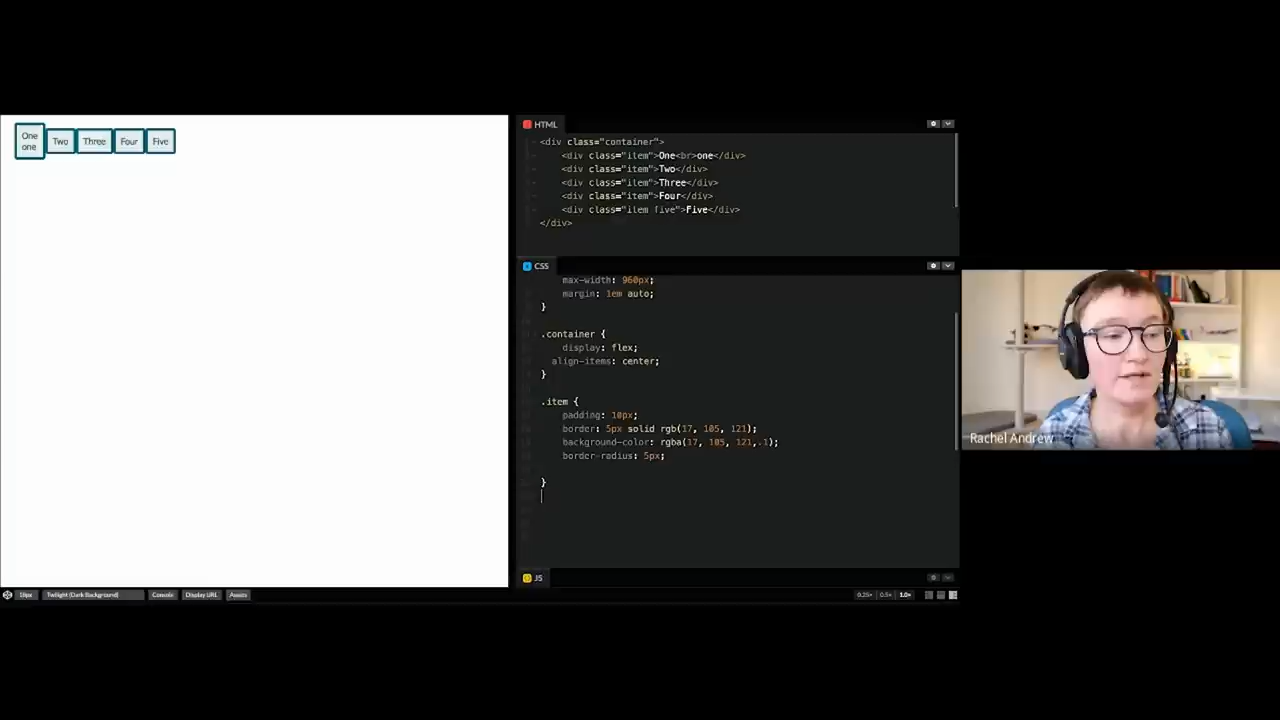 One
one
Two
Three
Four
Five
HTML
<div class="container">
<div class="item">One<br>one</div>
<div class="item">Two</div>
<div class="item">Three</div>
<div class="item">Four</div>
<div class="item five">Five</div>
</div>
CSS
max-width: 960px;
margin: 1em auto;
}
.container {
display: flex;
align-items: center;
}
.item {
padding: 10px;
border: 5px solid rgb(17, 105, 121);
background-color: rgba(17, 105, 121,.1);
border-radius: 5px;
}
JS
Rachel Andrew
18px
Twilight (Dark Background)
Console
Display URL
Assets
0.25×
0.5×
1.0×